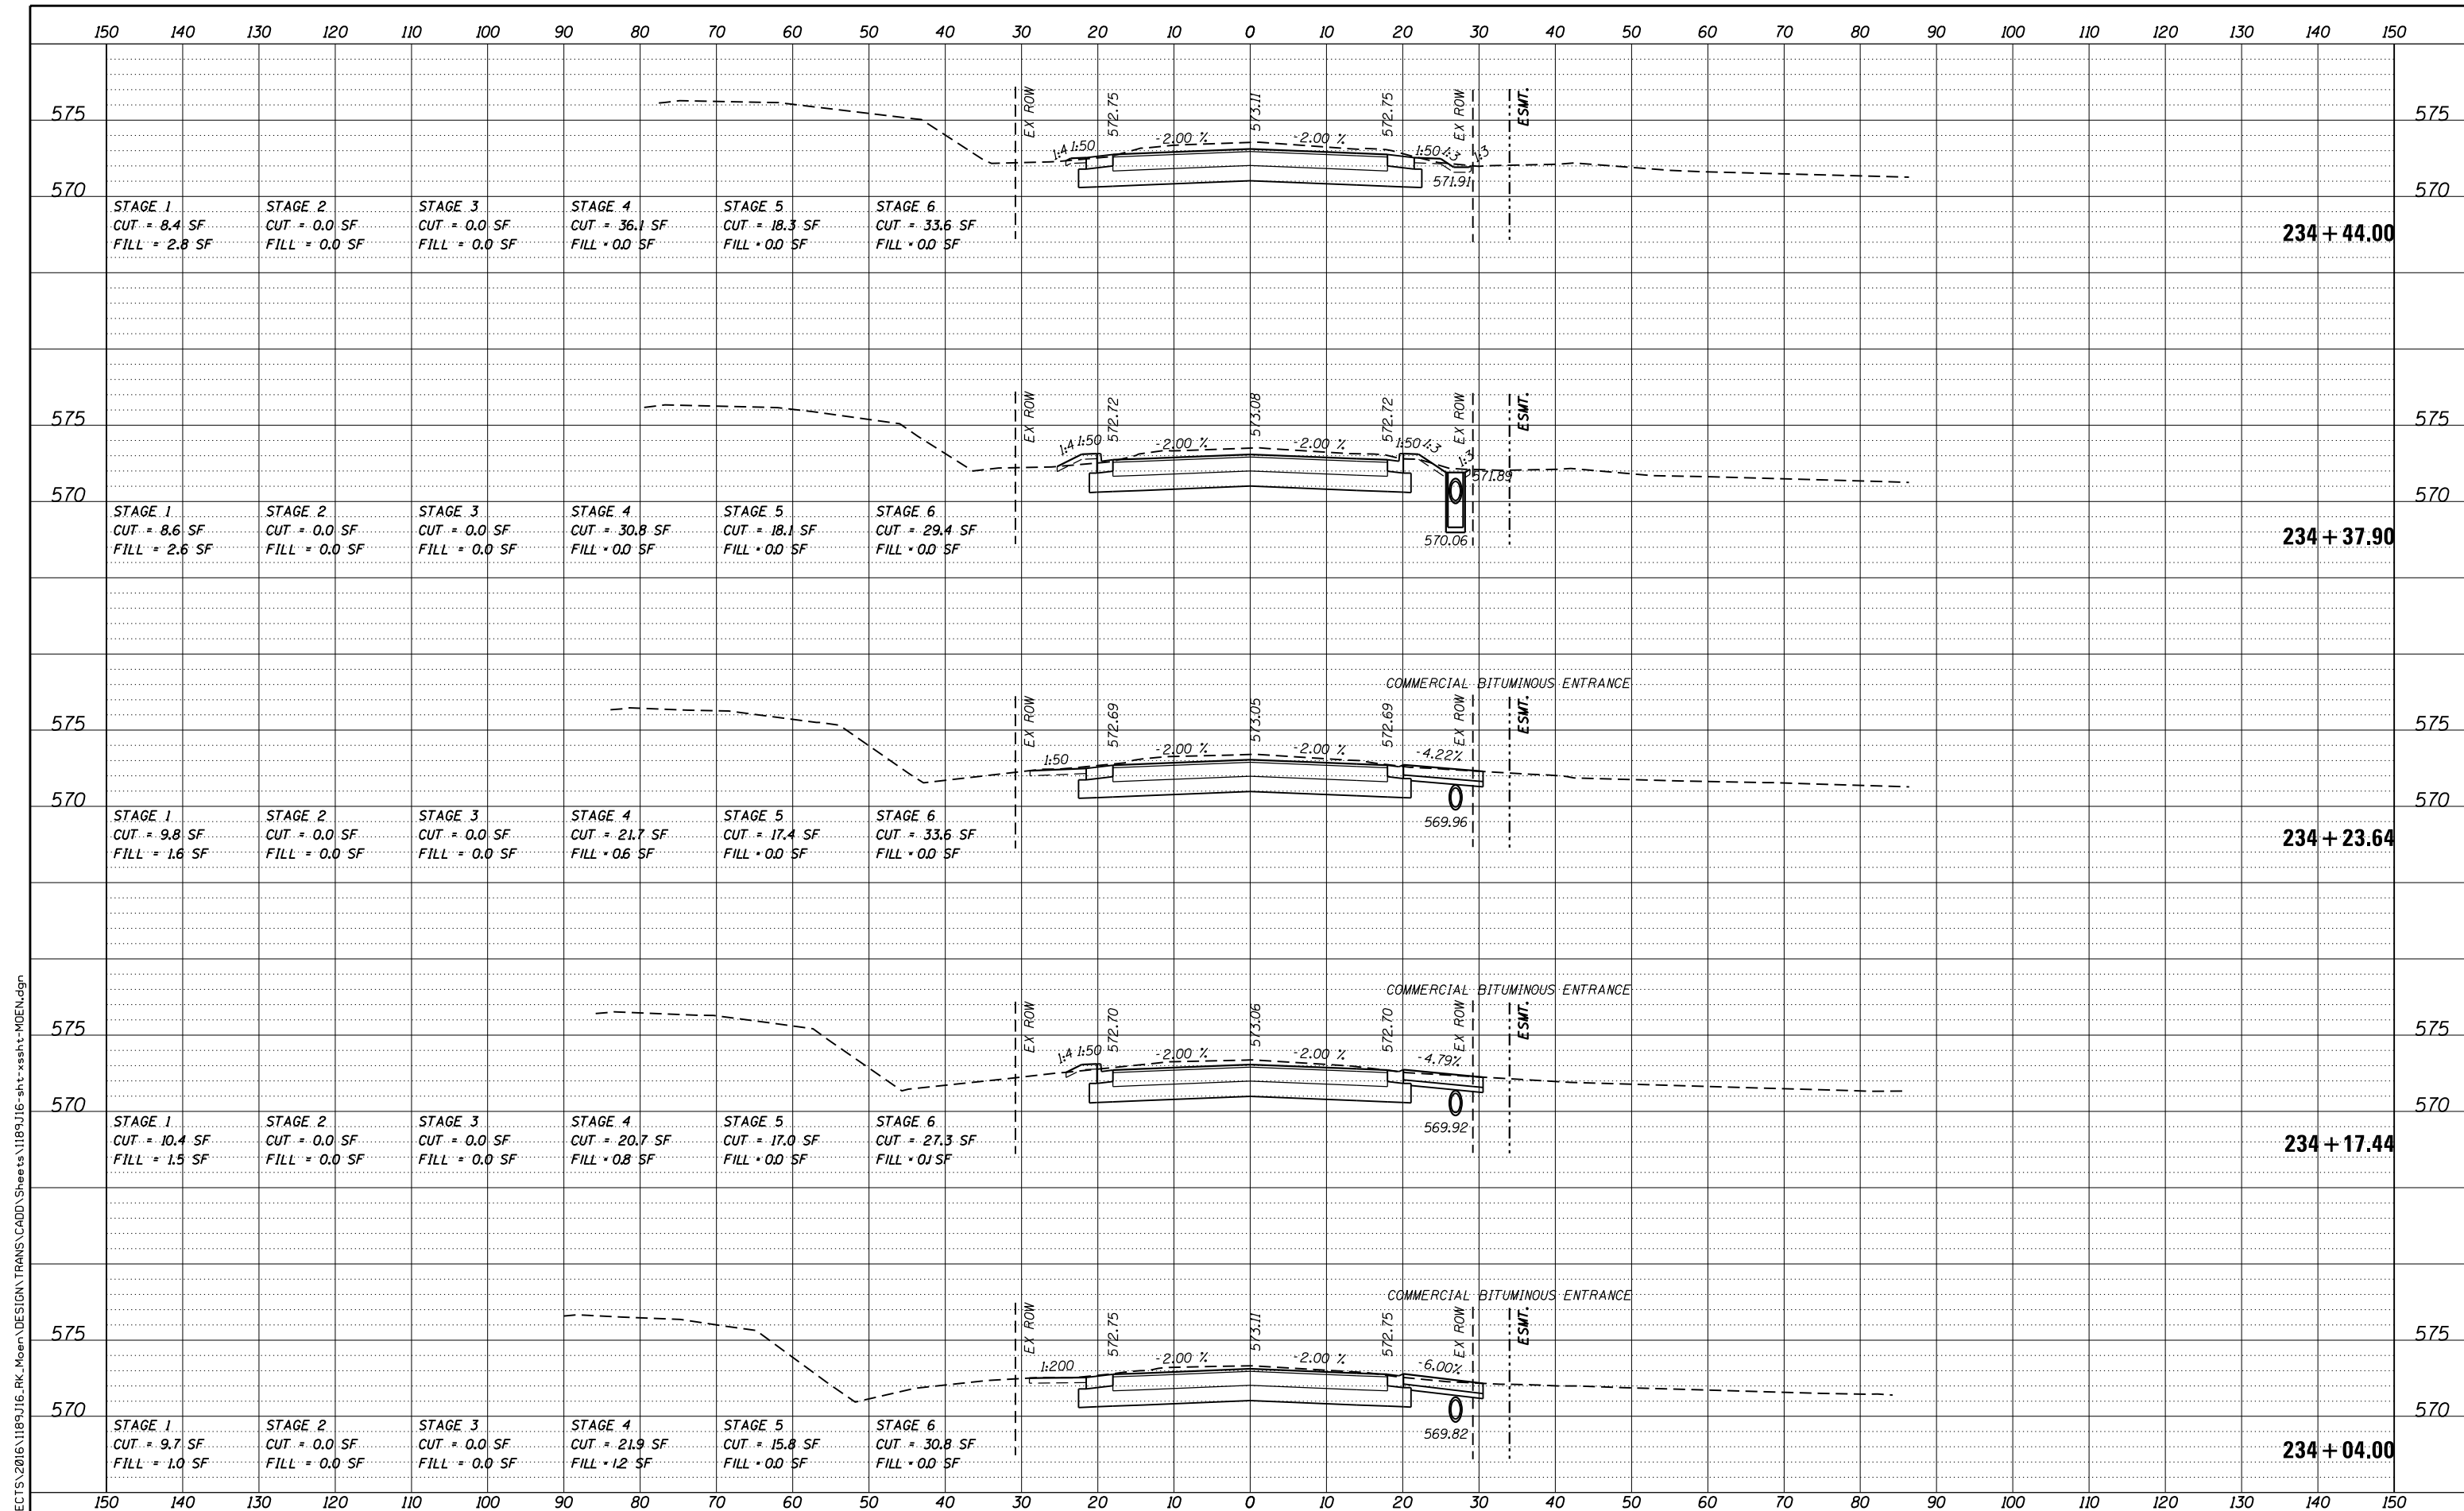 150 140 130 120 110 100 90 80 70 60 50 40 30 20 10 0 10 20 30 40 50 60 70 80 90 100 110 120 130 140 150
EX ROW 572.75 573.11 572.75 EX ROW ESMT.
575 575
1:4 1:50 -2.00 % -2.00 % 1:50 1:3
571.91
570 570
STAGE 1 STAGE 2 STAGE 3 STAGE 4 STAGE 5 STAGE 6
CUT = 8.4 SF CUT = 0.0 SF CUT = 0.0 SF CUT = 36.1 SF CUT = 18.3 SF CUT = 33.6 SF
FILL = 2.8 SF FILL = 0.0 SF FILL = 0.0 SF FILL = 0.0 SF FILL = 0.0 SF FILL = 0.0 SF
234+44.00
EX ROW 572.72 573.08 572.72 EX ROW ESMT.
575 575
1:4 1:50 -2.00 % -2.00 % 1:50 1:3
571.89
570 570
STAGE 1 STAGE 2 STAGE 3 STAGE 4 STAGE 5 STAGE 6
CUT = 8.6 SF CUT = 0.0 SF CUT = 0.0 SF CUT = 30.8 SF CUT = 18.1 SF CUT = 29.4 SF
FILL = 2.6 SF FILL = 0.0 SF FILL = 0.0 SF FILL = 0.0 SF FILL = 0.0 SF FILL = 0.0 SF
570.06
234+37.90
COMMERCIAL BITUMINOUS ENTRANCE
EX ROW 572.69 573.05 572.69 EX ROW ESMT.
575 575
1:50 -2.00 % -2.00 % -4.22%
570 570
569.96
STAGE 1 STAGE 2 STAGE 3 STAGE 4 STAGE 5 STAGE 6
CUT = 9.8 SF CUT = 0.0 SF CUT = 0.0 SF CUT = 21.7 SF CUT = 17.4 SF CUT = 33.6 SF
FILL = 1.6 SF FILL = 0.0 SF FILL = 0.0 SF FILL = 0.6 SF FILL = 0.0 SF FILL = 0.0 SF
234+23.64
COMMERCIAL BITUMINOUS ENTRANCE
EX ROW 572.70 573.06 572.70 EX ROW ESMT.
575 575
1:4 1:50 -2.00 % -2.00 % -4.79%
570 570
569.92
STAGE 1 STAGE 2 STAGE 3 STAGE 4 STAGE 5 STAGE 6
CUT = 10.4 SF CUT = 0.0 SF CUT = 0.0 SF CUT = 20.7 SF CUT = 17.0 SF CUT = 27.3 SF
FILL = 1.5 SF FILL = 0.0 SF FILL = 0.0 SF FILL = 0.8 SF FILL = 0.0 SF FILL = 0.1 SF
234+17.44
COMMERCIAL BITUMINOUS ENTRANCE
EX ROW 572.75 573.11 572.75 EX ROW ESMT.
575 575
1:200 -2.00 % -2.00 % -6.00%
570 570
569.82
STAGE 1 STAGE 2 STAGE 3 STAGE 4 STAGE 5 STAGE 6
CUT = 9.7 SF CUT = 0.0 SF CUT = 0.0 SF CUT = 21.9 SF CUT = 15.8 SF CUT = 30.8 SF
FILL = 1.0 SF FILL = 0.0 SF FILL = 0.0 SF FILL = 1.2 SF FILL = 0.0 SF FILL = 0.0 SF
234+04.00
150 140 130 120 110 100 90 80 70 60 50 40 30 20 10 0 10 20 30 40 50 60 70 80 90 100 110 120 130 140 150
ECTS\2016\1189J16_RK_Moen\DESIGN\TRANS\CADD\Sheets\1189J16-sht-xssht-MOEN.dgn